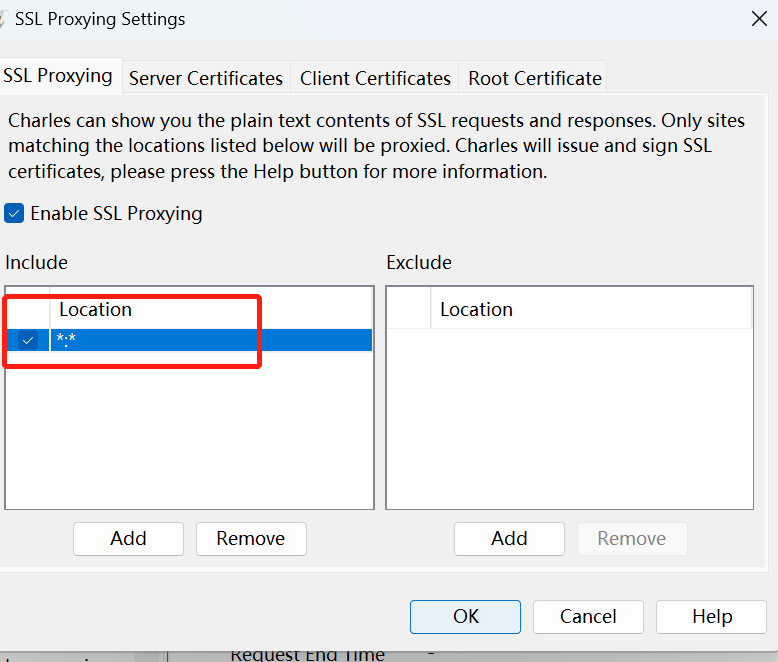 SSL Proxying Settings
SSL Proxying
Server Certificates
Client Certificates
Root Certificate
Charles can show you the plain text contents of SSL requests and responses. Only sites
matching the locations listed below will be proxied. Charles will issue and sign SSL
certificates, please press the Help button for more information.
Enable SSL Proxying
Include
Exclude
Location
Location
*:*
Add
Remove
Add
Remove
OK
Cancel
Help
Request End Time
-